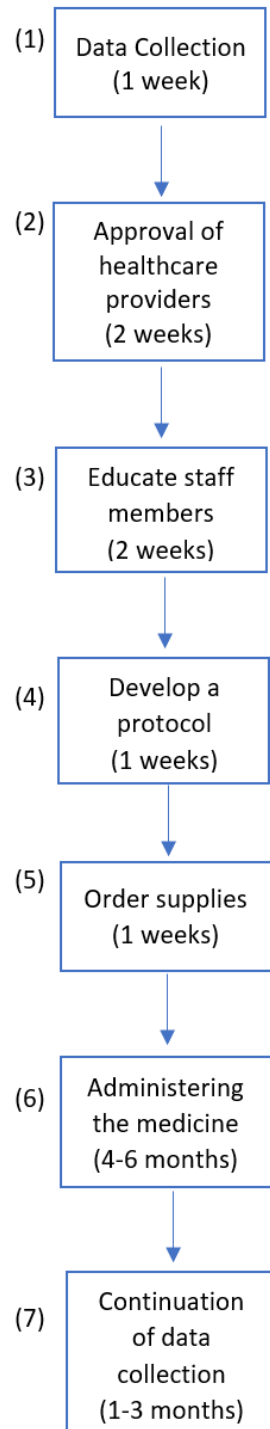 (1)
Data Collection
(1 week)
(2)
Approval of
healthcare
providers
(2 weeks)
(3)
Educate staff
members
(2 weeks)
(4)
Develop a
protocol
(1 weeks)
(5)
Order supplies
(1 weeks)
(6)
Administering
the medicine
(4-6 months)
(7)
Continuation
of data
collection
(1-3 months)